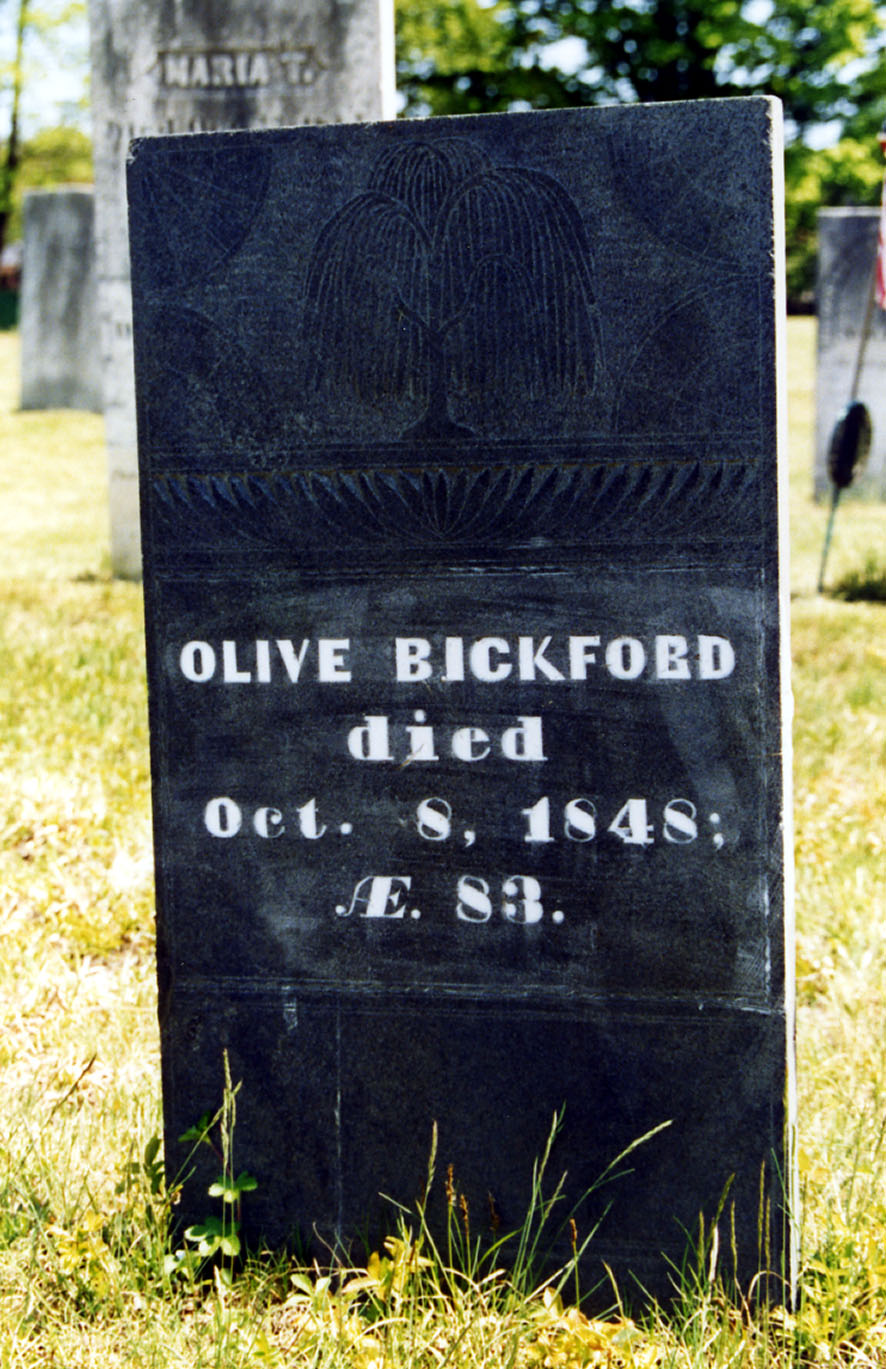 MARIA T.
OLIVE BICKFORD
died
Oct. 8, 1848;
Æ. 83.